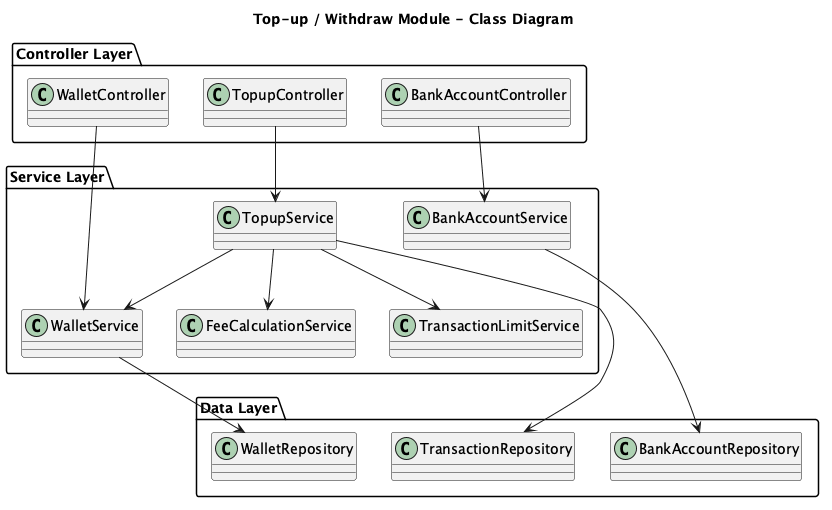 Top-up / Withdraw Module - Class Diagram
Controller Layer
C WalletController
C TopupController
C BankAccountController
Service Layer
C TopupService
C BankAccountService
C WalletService
C FeeCalculationService
C TransactionLimitService
Data Layer
C WalletRepository
C TransactionRepository
C BankAccountRepository